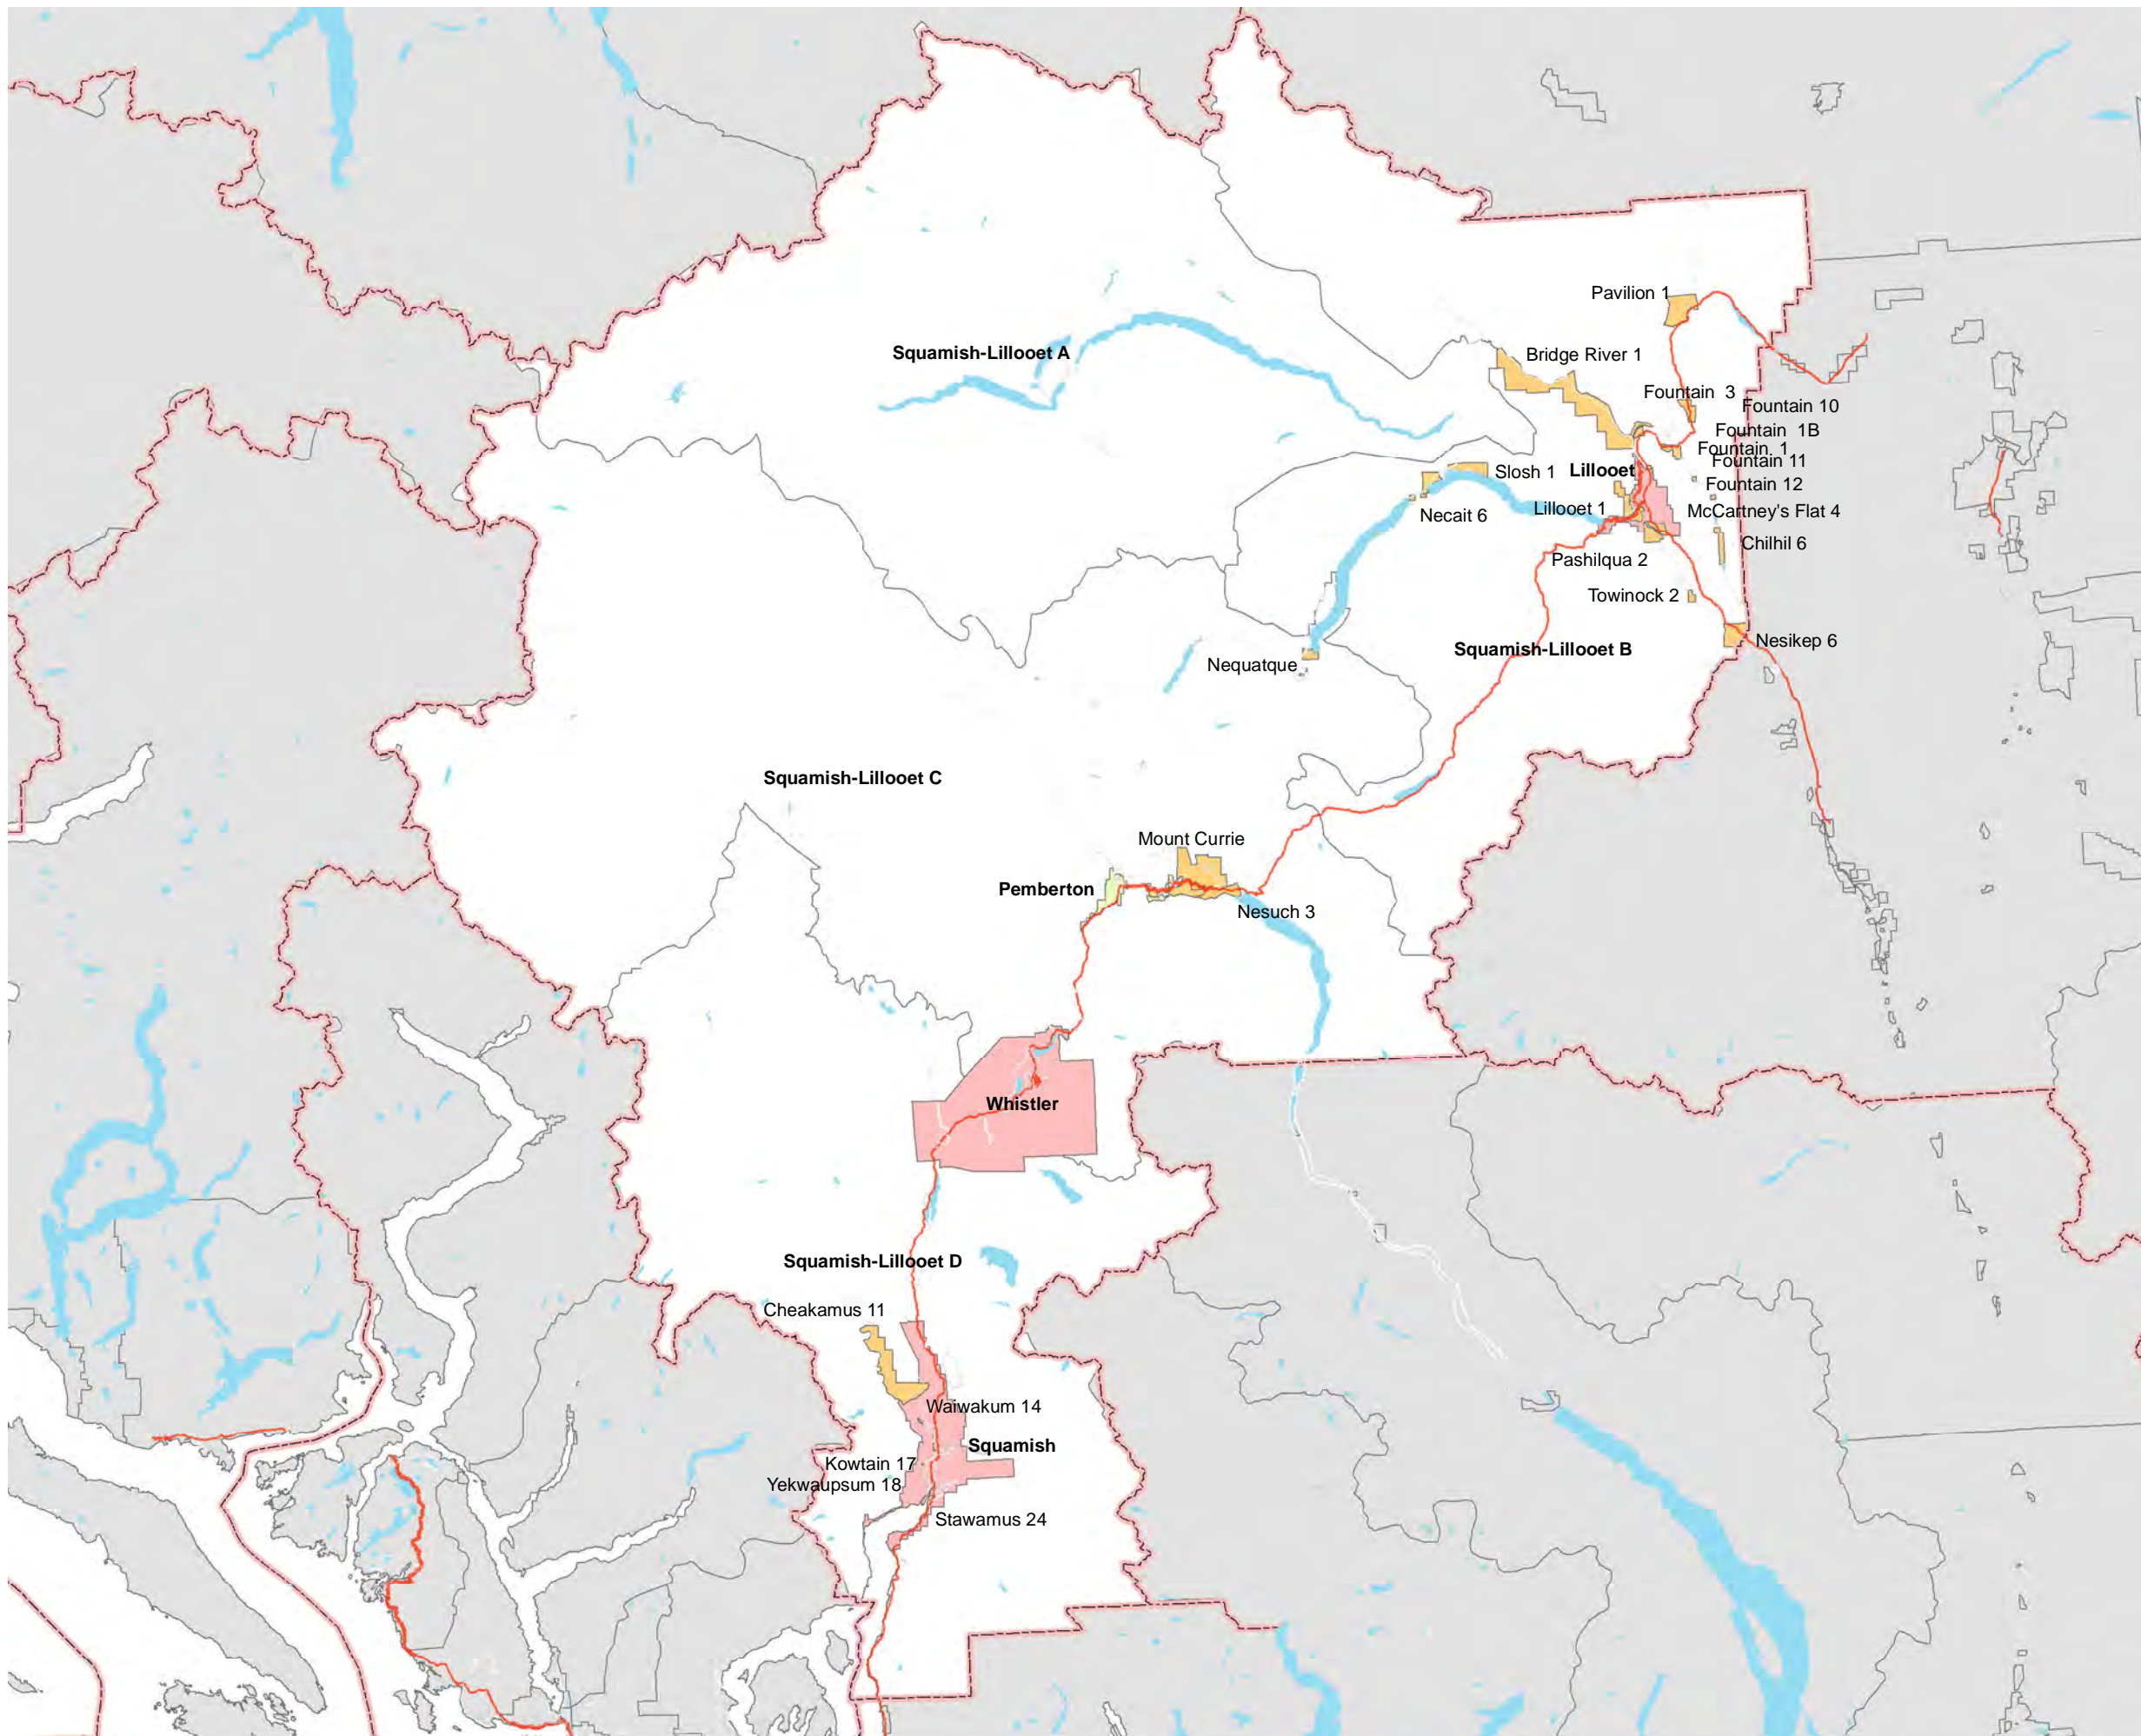 Pavilion 1
Squamish-Lillooet A
Bridge River 1
Fountain  3
Fountain 10
Fountain  1B
Fountain  1
Fountain 11
Slosh 1
Lillooet
Fountain 12
Necait 6
Lillooet 1
McCartney's Flat 4
Chilhil 6
Pashilqua 2
Towinock 2
Nesikep 6
Squamish-Lillooet B
Nequatque
Squamish-Lillooet C
Mount Currie
Pemberton
Nesuch 3
Whistler
Squamish-Lillooet D
Cheakamus 11
Waiwakum 14
Squamish
Kowtain 17
Yekwaupsum 18
Stawamus 24